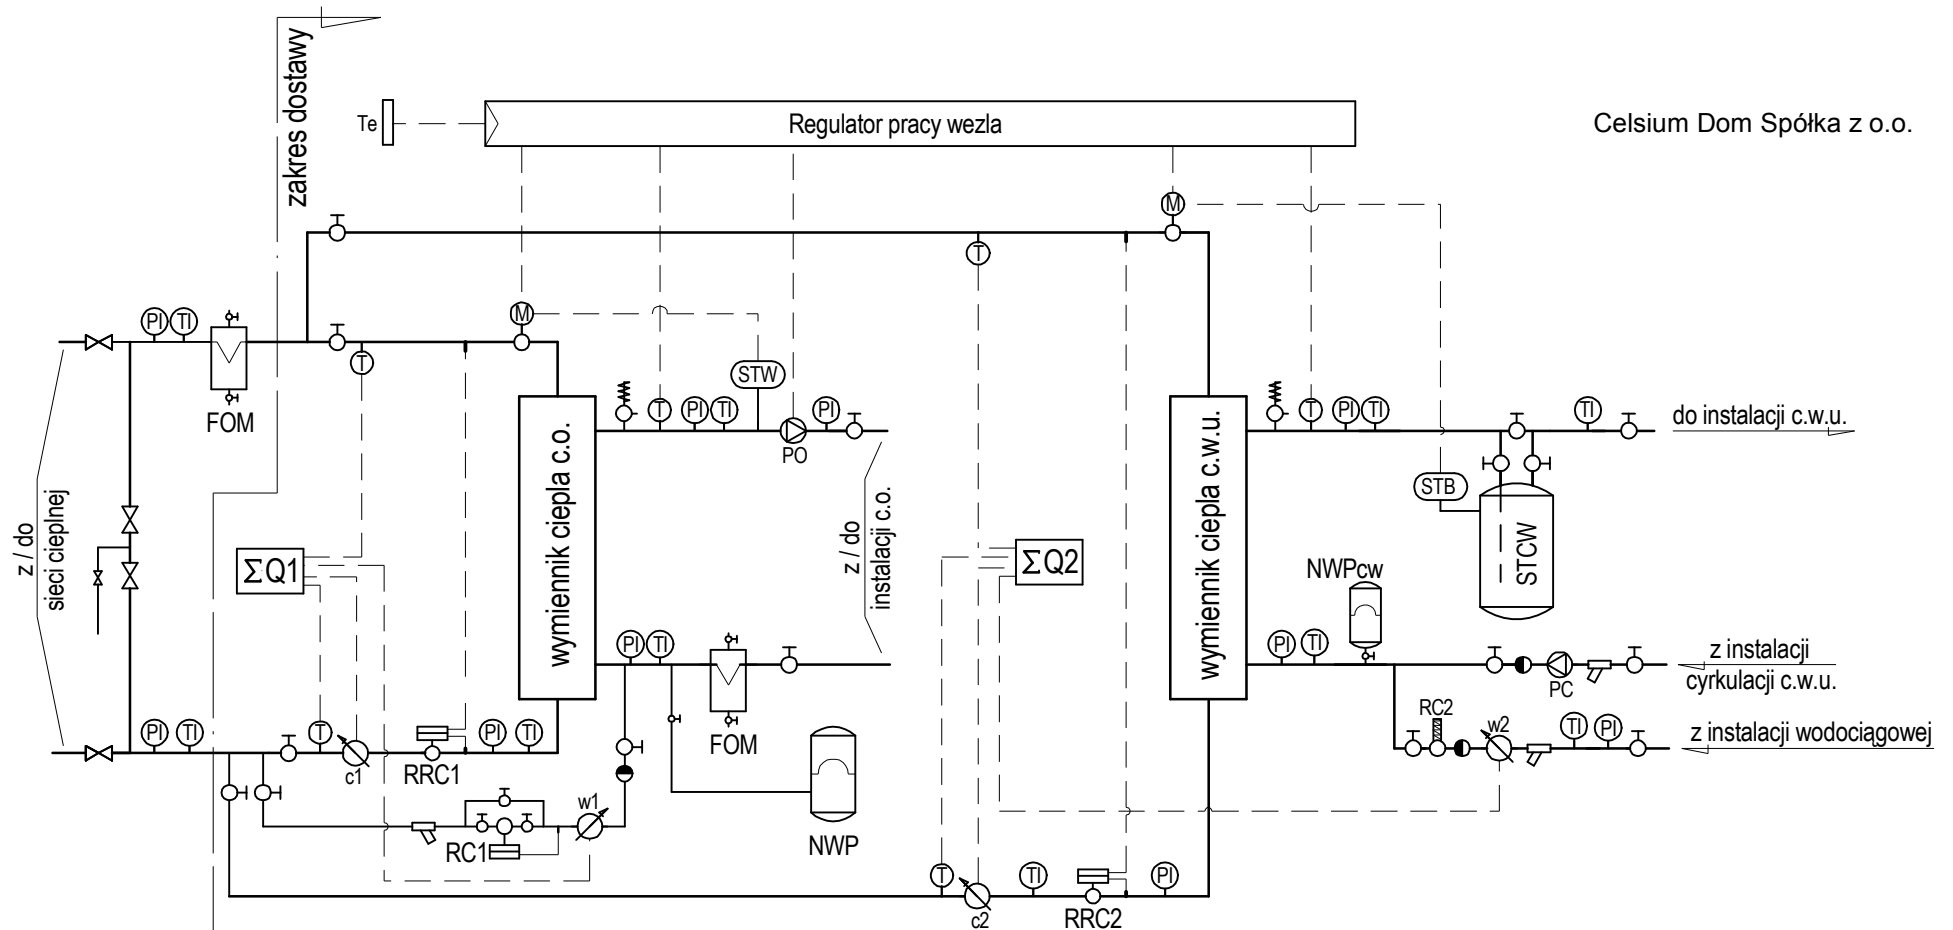 zakres dostawy
Te
Regulator pracy wezla
Celsium Dom Spółka z o.o.
M
T
M
PI
TI
T
FOM
STW
T
PI
TI
PI
PO
T
PI
TI
TI
do instalacji c.w.u.
STB
STCW
z / do
sieci cieplnej
wymiennik ciepła c.o.
z / do
instalacji c.o.
wymiennik ciepła c.w.u.
ΣQ1
ΣQ2
NWPcw
PI
TI
PI
TI
z instalacji
cyrkulacji c.w.u.
PC
FOM
RC2
w2
TI
PI
z instalacji wodociągowej
PI
TI
T
c1
RRC1
PI
TI
w1
RC1
NWP
T
c2
TI
RRC2
PI